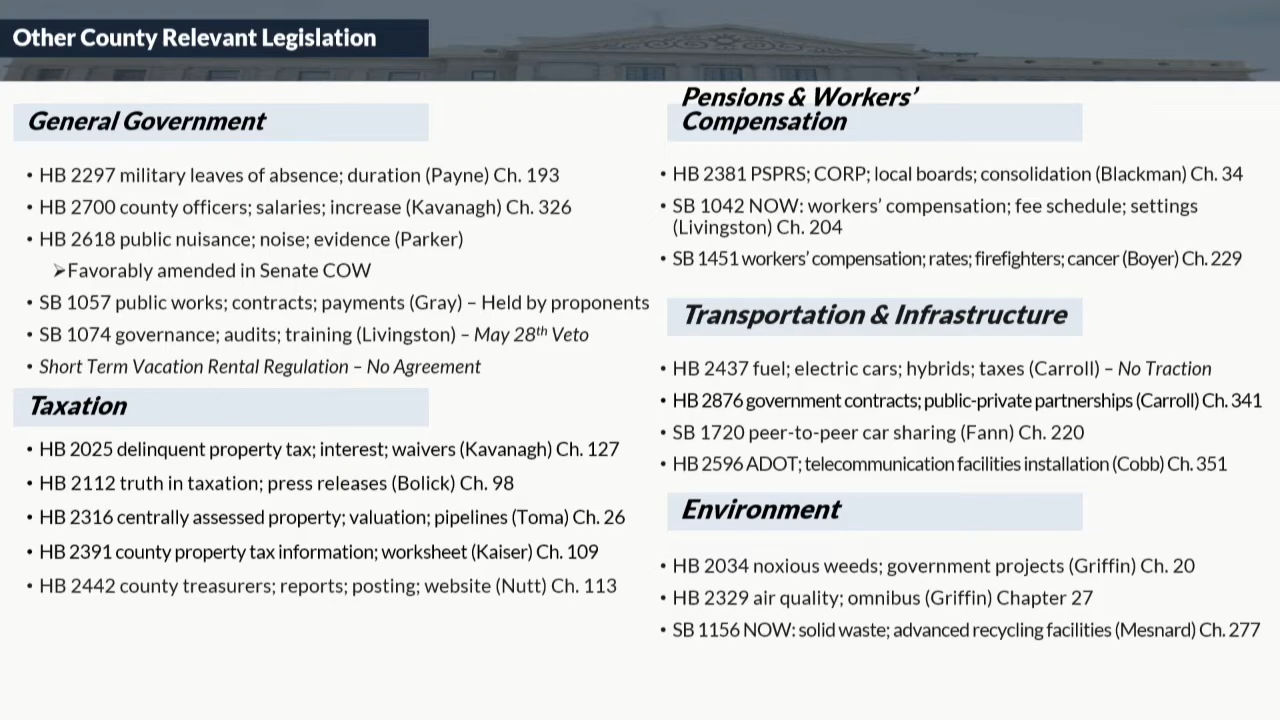 Other County Relevant Legislation
General Government
• HB 2297 military leaves of absence; duration (Payne) Ch. 193
• HB 2700 county officers; salaries; increase (Kavanagh) Ch. 326
• HB 2618 public nuisance; noise; evidence (Parker)
➢Favorably amended in Senate COW
• SB 1057 public works; contracts; payments (Gray) – Held by proponents
• SB 1074 governance; audits; training (Livingston) – May 28th Veto
• Short Term Vacation Rental Regulation – No Agreement
Taxation
• HB 2025 delinquent property tax; interest; waivers (Kavanagh) Ch. 127
• HB 2112 truth in taxation; press releases (Bolick) Ch. 98
• HB 2316 centrally assessed property; valuation; pipelines (Toma) Ch. 26
• HB 2391 county property tax information; worksheet (Kaiser) Ch. 109
• HB 2442 county treasurers; reports; posting; website (Nutt) Ch. 113
Pensions & Workers’
Compensation
• HB 2381 PSPRS; CORP; local boards; consolidation (Blackman) Ch. 34
• SB 1042 NOW: workers’ compensation; fee schedule; settings
(Livingston) Ch. 204
• SB 1451 workers’ compensation; rates; firefighters; cancer (Boyer) Ch. 229
Transportation & Infrastructure
• HB 2437 fuel; electric cars; hybrids; taxes (Carroll) – No Traction
• HB 2876 government contracts; public-private partnerships (Carroll) Ch. 341
• SB 1720 peer-to-peer car sharing (Fann) Ch. 220
• HB 2596 ADOT; telecommunication facilities installation (Cobb) Ch. 351
Environment
• HB 2034 noxious weeds; government projects (Griffin) Ch. 20
• HB 2329 air quality; omnibus (Griffin) Chapter 27
• SB 1156 NOW: solid waste; advanced recycling facilities (Mesnard) Ch. 277